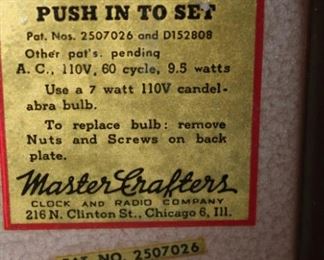 PUSH IN TO SET
Pat. Nos. 2507026 and D152808
Other pat's. pending
A. C., 110V, 60 cycle, 9.5 watts
Use a 7 watt 110V candel-
abra bulb.
To replace bulb: remove
Nuts and Screws on back
plate.
Master Crafters
CLOCK AND RADIO COMPANY
216 N. Clinton St., Chicago 6, Ill.
PAT. NO. 2507026